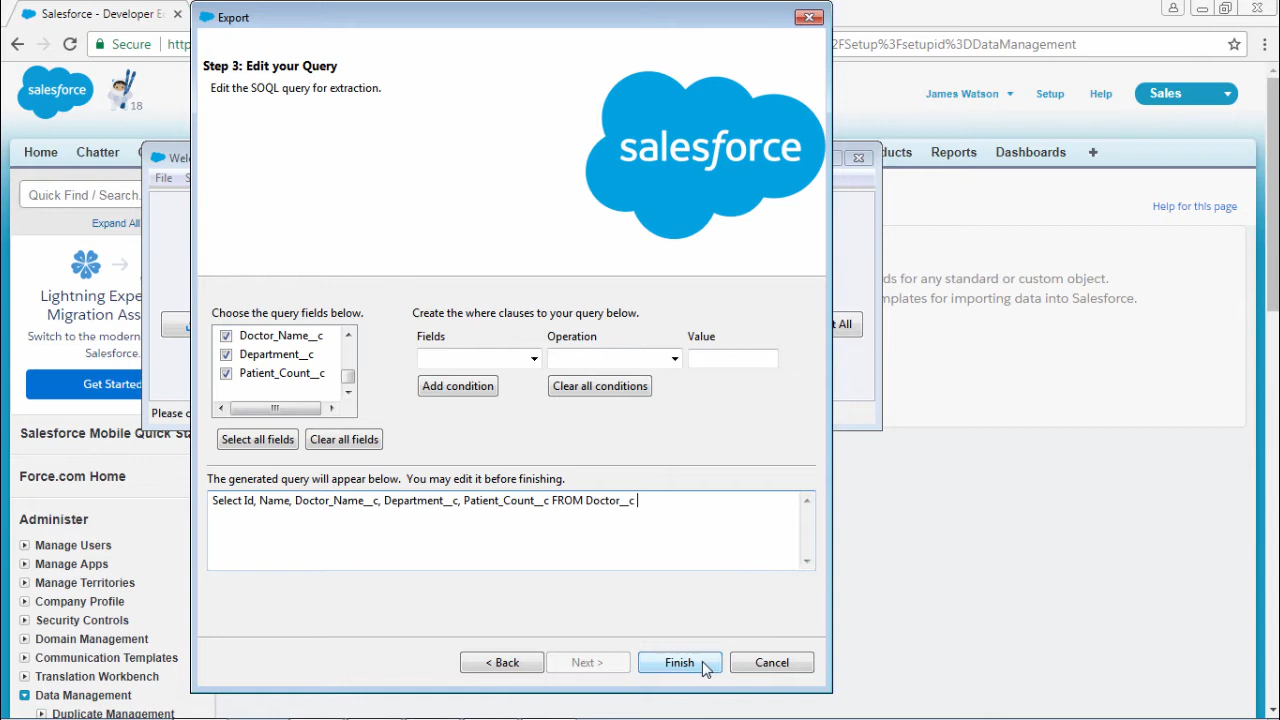 Salesforce - Developer E
Export
Secure
http
2FSetup%3Fsetupid%3DDataManagement
salesforce
18
James Watson
Setup
Help
Sales
Step 3: Edit your Query
Edit the SOQL query for extraction.
salesforce
Home
Chatter
Reports
Dashboards
+
File
Quick Find / Search.
Expand All
Help for this page
Lightning Expe
Migration Ass
Switch to the modern
Salesforce.
Get Started
ds for any standard or custom object.
mplates for importing data into Salesforce.
All
Choose the query fields below.
Create the where clauses to your query below.
Doctor_Name__c
Department__c
Patient_Count__c
Fields
Operation
Value
Add condition
Clear all conditions
Please c
Select all fields
Clear all fields
Salesforce Mobile Quick Sta
Force.com Home
The generated query will appear below.  You may edit it before finishing.
Select Id, Name, Doctor_Name__c, Department__c, Patient_Count__c FROM Doctor__c
Administer
Manage Users
Manage Apps
Manage Territories
Company Profile
Security Controls
Domain Management
Communication Templates
Translation Workbench
Data Management
Duplicate Management
< Back
Next >
Finish
Cancel